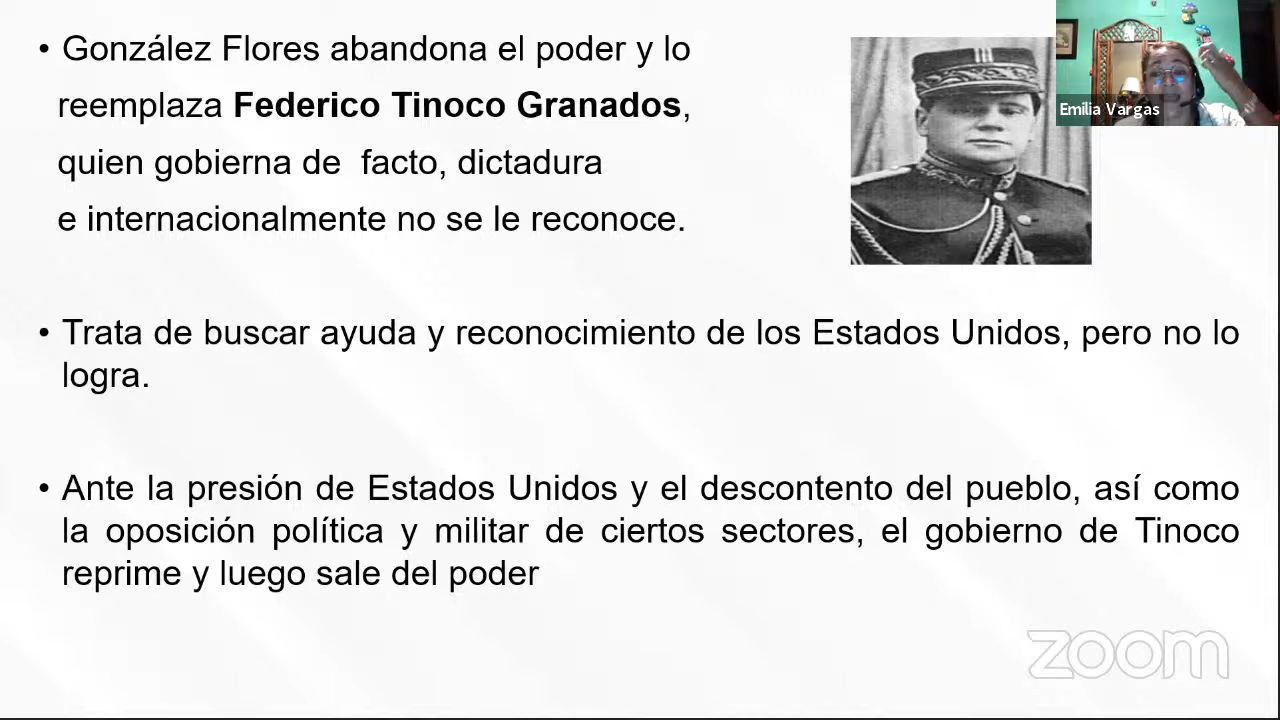 • González Flores abandona el poder y lo
reemplaza Federico Tinoco Granados,
quien gobierna de  facto, dictadura
e internacionalmente no se le reconoce.
Emilia Vargas
• Trata de buscar ayuda y reconocimiento de los Estados Unidos, pero no lo
logra.
• Ante la presión de Estados Unidos y el descontento del pueblo, así como
la oposición política y militar de ciertos sectores, el gobierno de Tinoco
reprime y luego sale del poder
zoom